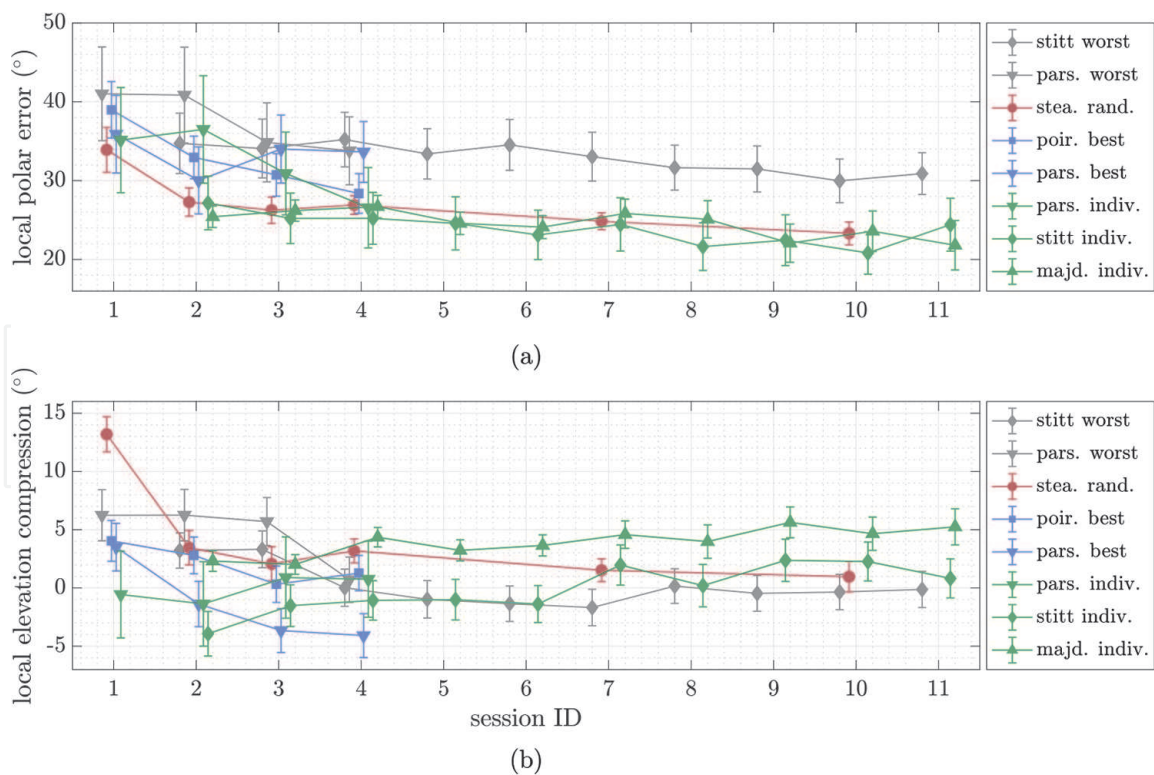 50
40
30
20
local polar error (°)
1 2 3 4 5 6 7 8 9 10 11
stitt worst
pars. worst
stea. rand.
poir. best
pars. best
pars. indiv.
stitt indiv.
majd. indiv.
(a)
15
10
5
0
-5
local elevation compression (°)
1 2 3 4 5 6 7 8 9 10 11
session ID
stitt worst
pars. worst
stea. rand.
poir. best
pars. best
pars. indiv.
stitt indiv.
majd. indiv.
(b)